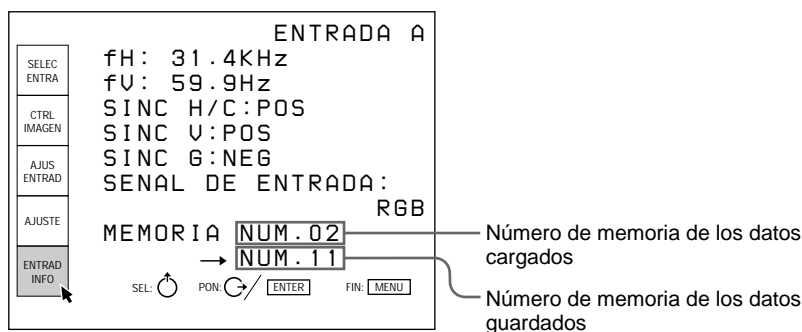 ENTRADA A
SELEC
ENTRA
CTRL
IMAGEN
AJUS
ENTRAD
AJUSTE
ENTRAD
INFO
fH: 31.4KHz
fV: 59.9Hz
SINC H/C:POS
SINC V:POS
SINC G:NEG
SENAL DE ENTRADA:
RGB
MEMORIA NUM.02
→ NUM.11
SEL: PON: / ENTER FIN: MENU
Número de memoria de los datos
cargados
Número de memoria de los datos
guardados